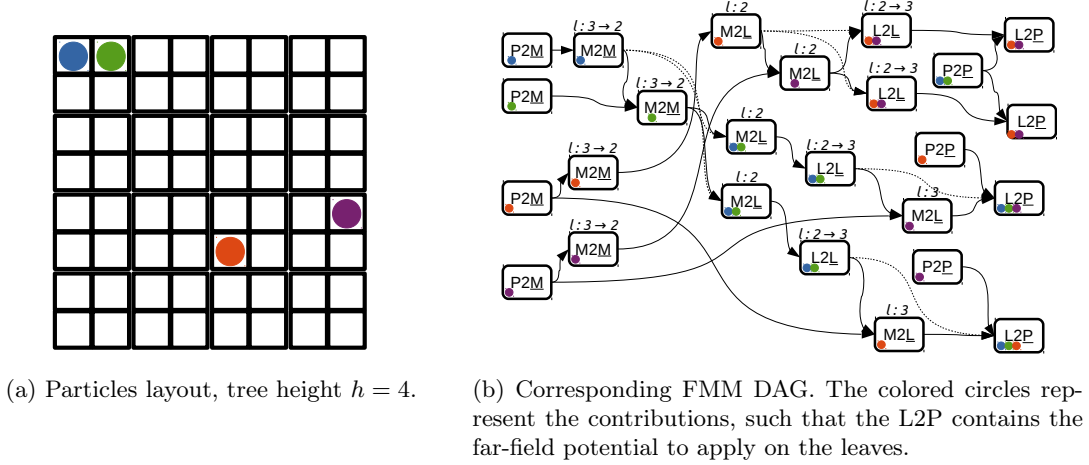 l : 2
l : 2 → 3
P2M
l : 3 → 2
M2M
M2L
L2L
L2P
l : 2
P2M
l : 3 → 2
M2M
M2L
l : 2 → 3
L2L
P2P
L2P
l : 2
M2L
l : 3 → 2
M2M
l : 2 → 3
L2L
P2P
P2M
l : 2
M2L
l : 3
M2L
L2P
l : 3 → 2
M2M
l : 2 → 3
L2L
P2P
P2M
l : 3
M2L
L2P
(a) Particles layout, tree height h = 4.
(b) Corresponding FMM DAG. The colored circles rep-
resent the contributions, such that the L2P contains the
far-field potential to apply on the leaves.